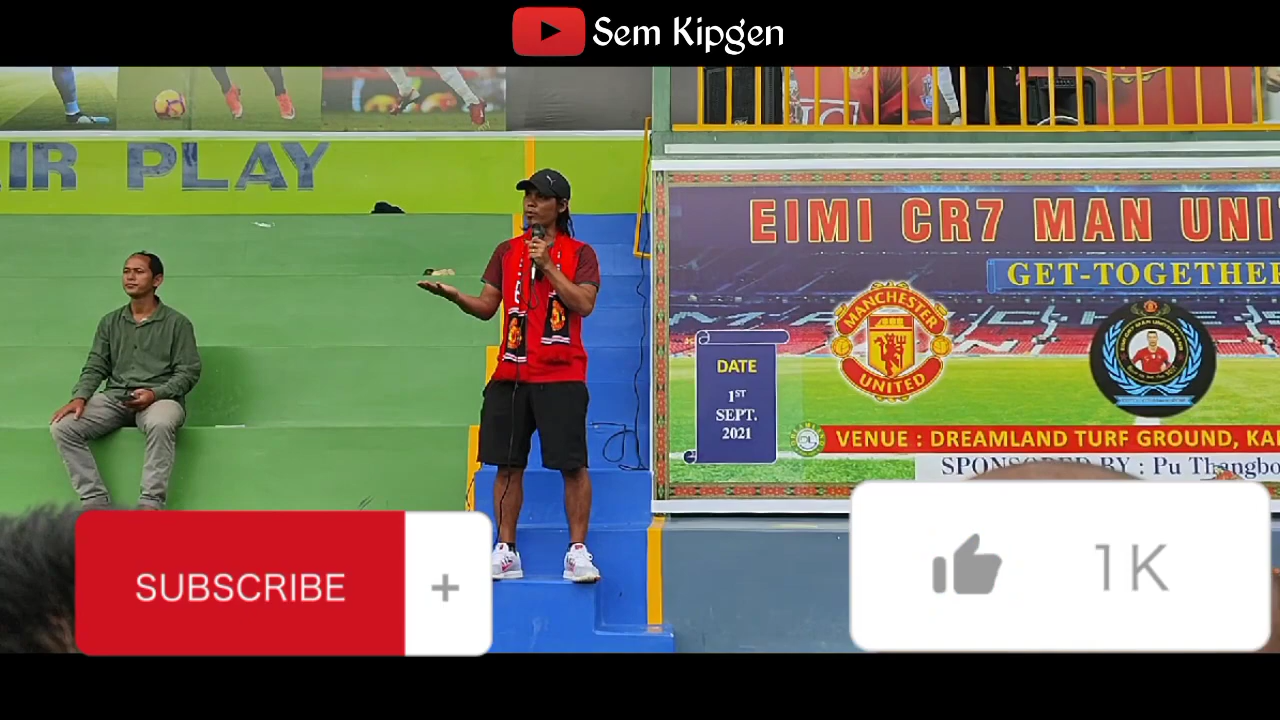 Sem Kipgen
IR PLAY
EIMI CR7 MAN UNI
GET-TOGETHER
MANCHESTER
UNITED
DATE
1ST
SEPT.
2021
VENUE : DREAMLAND TURF GROUND, KAI
SPONSORED BY : Pu Thangbo
SUBSCRIBE +
1K